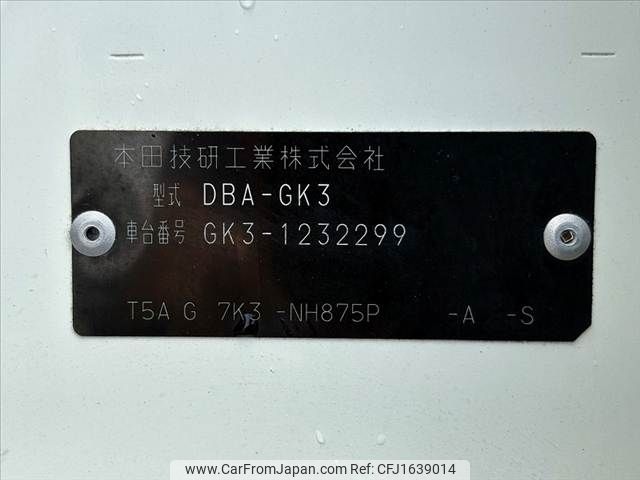 本田技研工業株式会社
型式 DBA-GK3
車台番号 GK3-1232299
T5A G 7K3 -NH875P -A -S
www.CarFromJapan.com - CFJ1639014